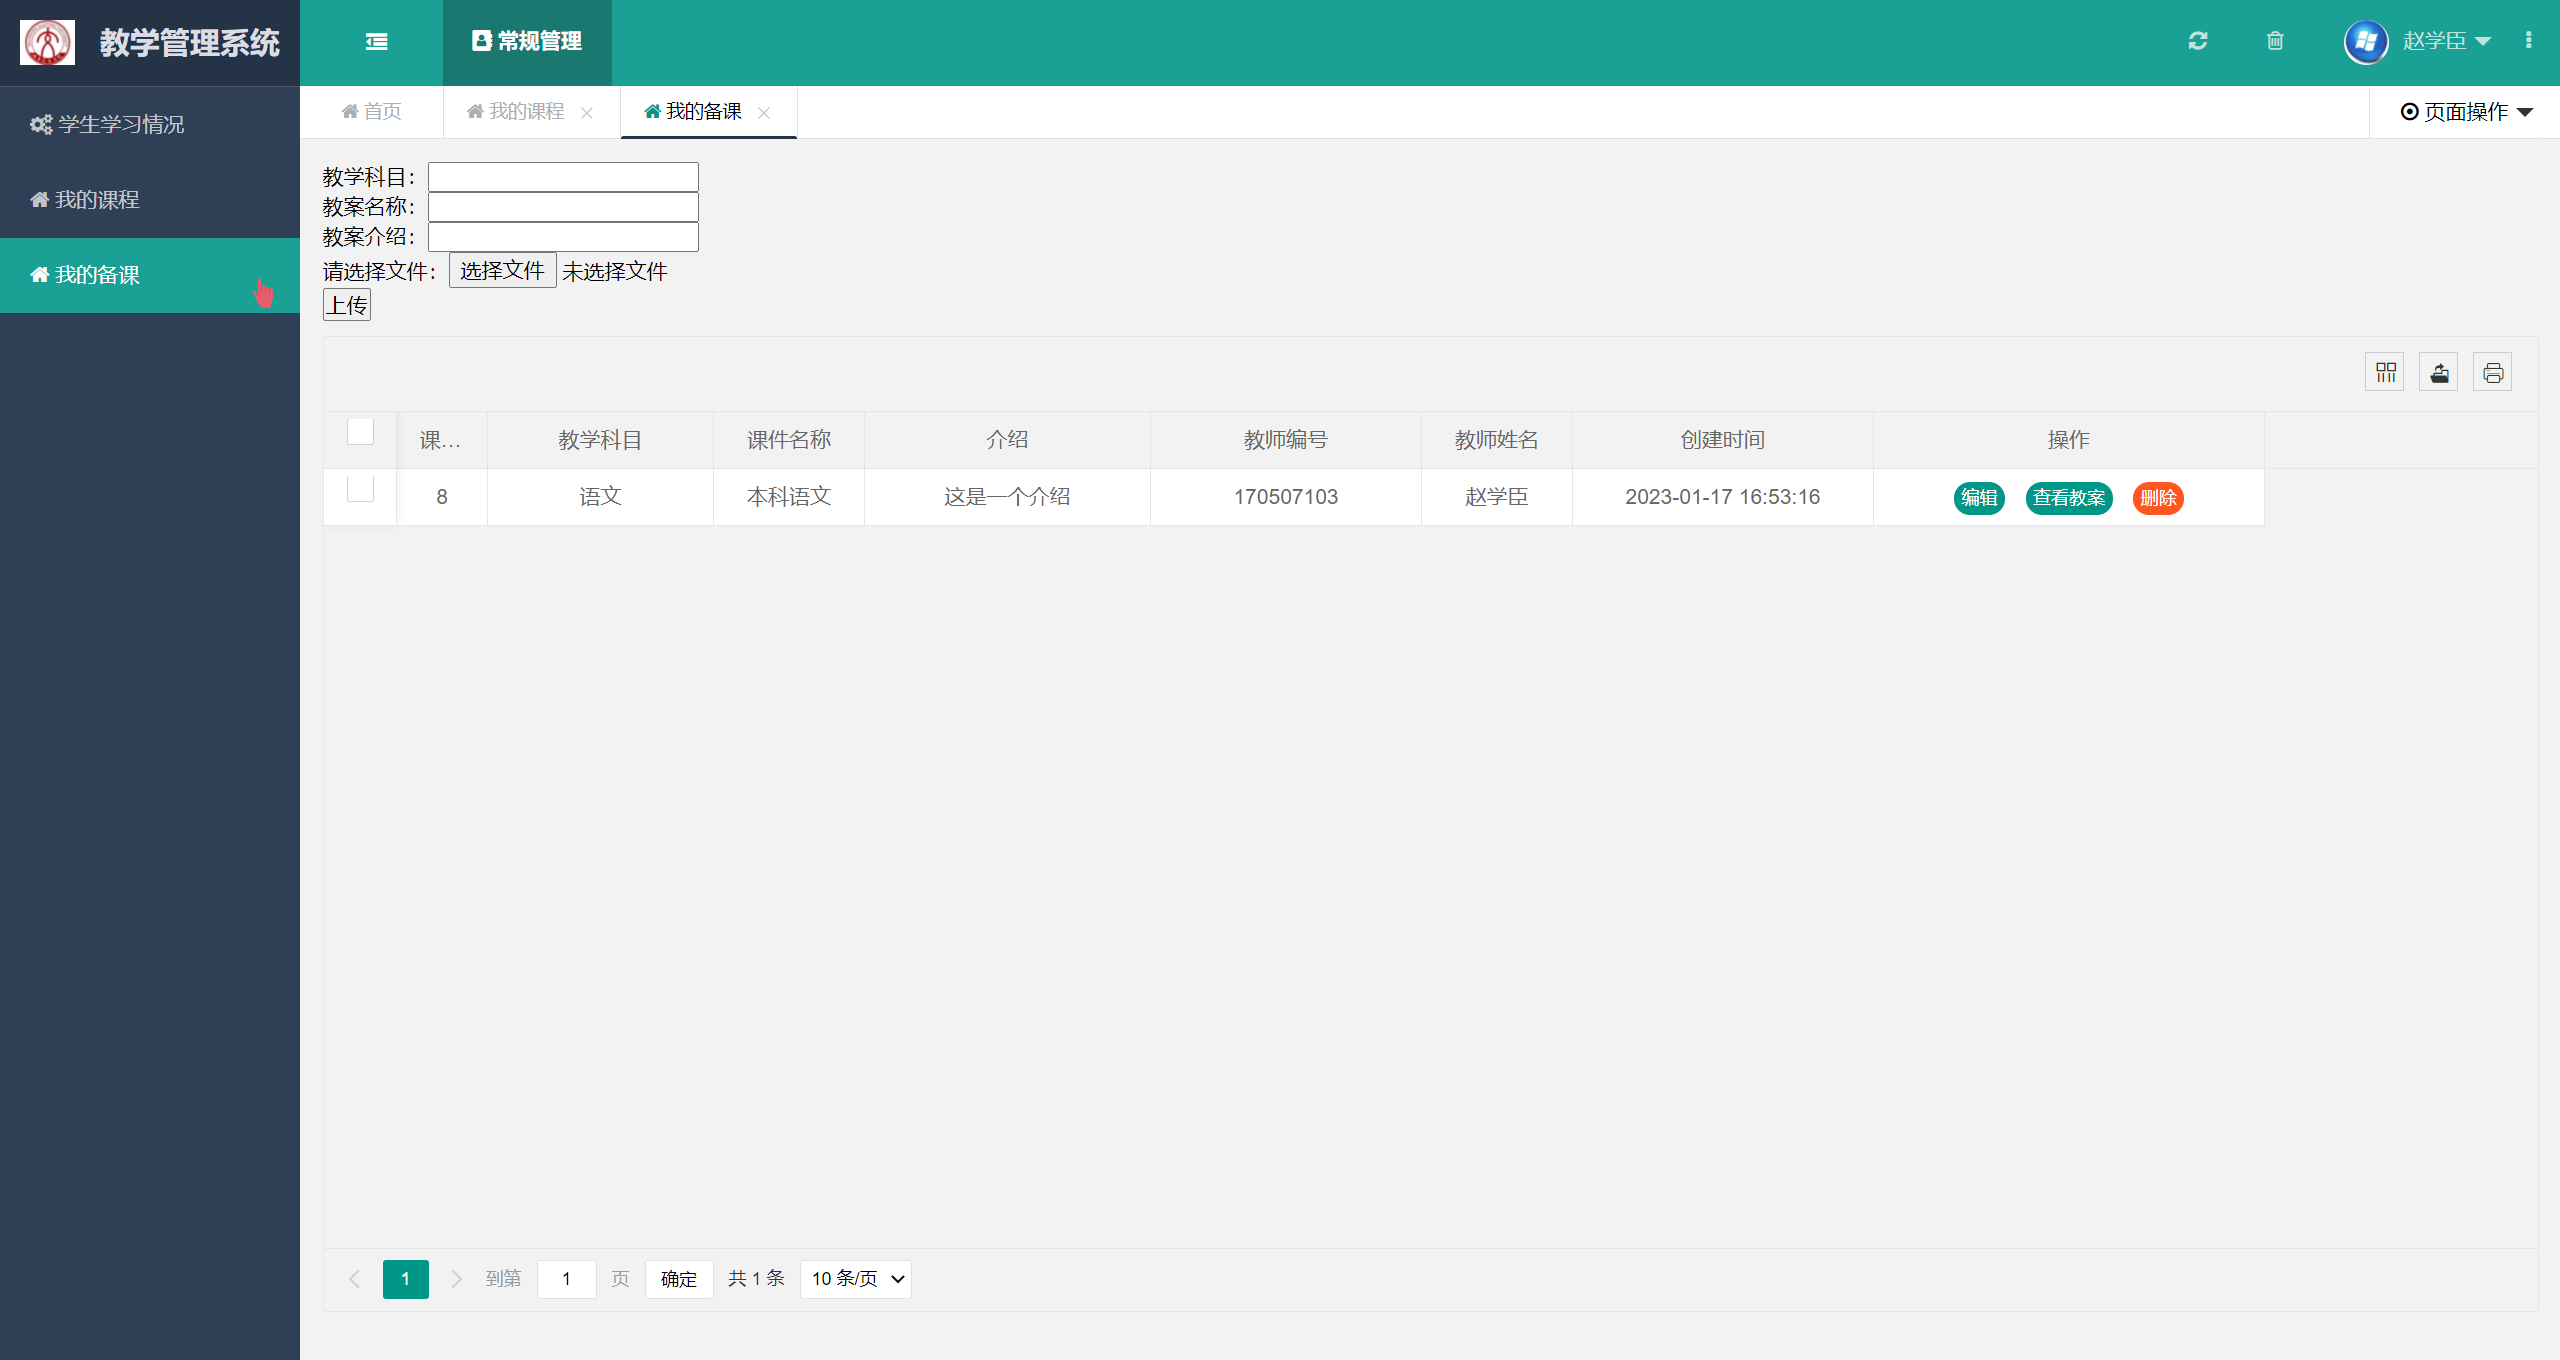 教学管理系统
常规管理
赵学臣
学生学习情况
我的课程
我的备课
首页
我的课程
我的备课
页面操作
教学科目：
教案名称：
教案介绍：
请选择文件： 选择文件 未选择文件
上传
课… 教学科目 课件名称 介绍 教师编号 教师姓名 创建时间 操作
8 语文 本科语文 这是一个介绍 170507103 赵学臣 2023-01-17 16:53:16 编辑 查看教案 删除
1 到第 1 页 确定 共 1 条 10 条/页